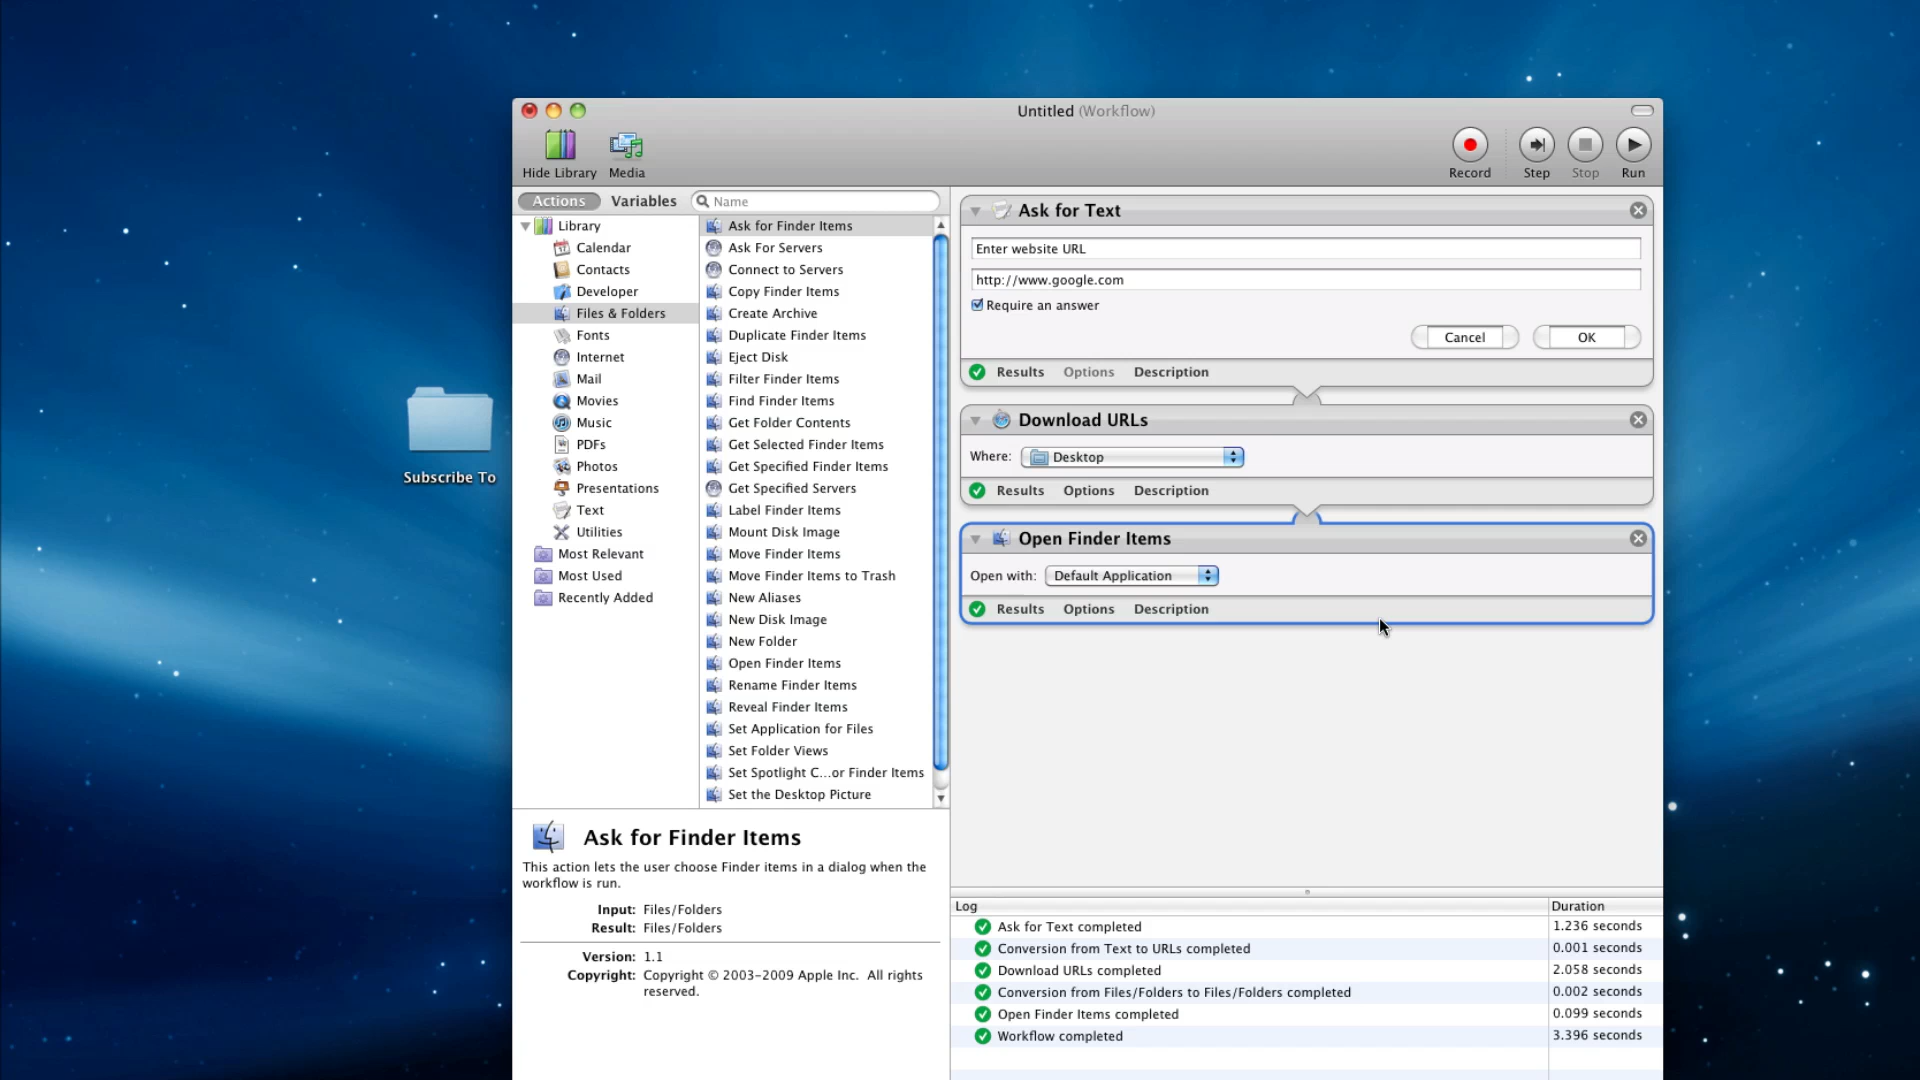 Untitled (Workflow)
Hide Library
Media
Record
Step
Stop
Run
Actions
Variables
Name
Library
Calendar
Contacts
Developer
Files & Folders
Fonts
Internet
Mail
Movies
Music
PDFs
Photos
Presentations
Text
Utilities
Most Relevant
Most Used
Recently Added
Ask for Finder Items
Ask For Servers
Connect to Servers
Copy Finder Items
Create Archive
Duplicate Finder Items
Eject Disk
Filter Finder Items
Find Finder Items
Get Folder Contents
Get Selected Finder Items
Get Specified Finder Items
Get Specified Servers
Label Finder Items
Mount Disk Image
Move Finder Items
Move Finder Items to Trash
New Aliases
New Disk Image
New Folder
Open Finder Items
Rename Finder Items
Reveal Finder Items
Set Application for Files
Set Folder Views
Set Spotlight C...or Finder Items
Set the Desktop Picture
Ask for Finder Items
This action lets the user choose Finder items in a dialog when the
workflow is run.
Input: Files/Folders
Result: Files/Folders
Version: 1.1
Copyright: Copyright © 2003-2009 Apple Inc. All rights
reserved.
Ask for Text
Enter website URL
http://www.google.com
Require an answer
Cancel
OK
Results Options Description
Download URLs
Where: Desktop
Results Options Description
Open Finder Items
Open with: Default Application
Results Options Description
Log Duration
Ask for Text completed 1.236 seconds
Conversion from Text to URLs completed 0.001 seconds
Download URLs completed 2.058 seconds
Conversion from Files/Folders to Files/Folders completed 0.002 seconds
Open Finder Items completed 0.099 seconds
Workflow completed 3.396 seconds
Subscribe To